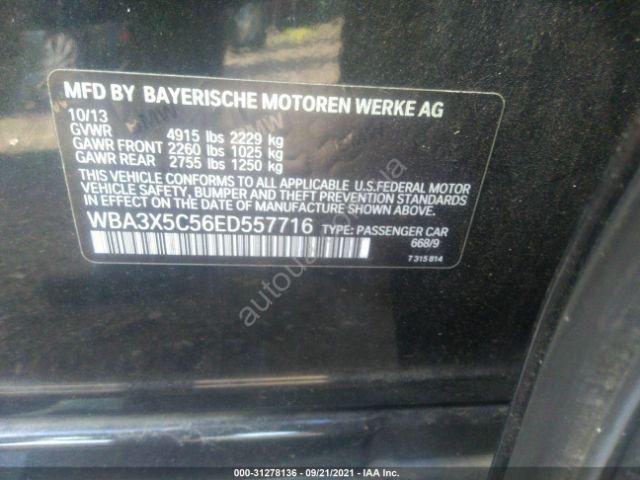 MFD BY BAYERISCHE MOTOREN WERKE AG
10/13
GVWR 4915 lbs 2229 kg
GAWR FRONT 2260 lbs 1025 kg
GAWR REAR 2755 lbs 1250 kg
THIS VEHICLE CONFORMS TO ALL APPLICABLE U.S.FEDERAL MOTOR
VEHICLE SAFETY, BUMPER AND THEFT PREVENTION STANDARDS
IN EFFECT ON THE DATE OF MANUFACTURE SHOWN ABOVE.
WBA3X5C56ED557716 TYPE: PASSENGER CAR
668/9
7 315 814
000-31278136 - 09/21/2021 - IAA Inc.